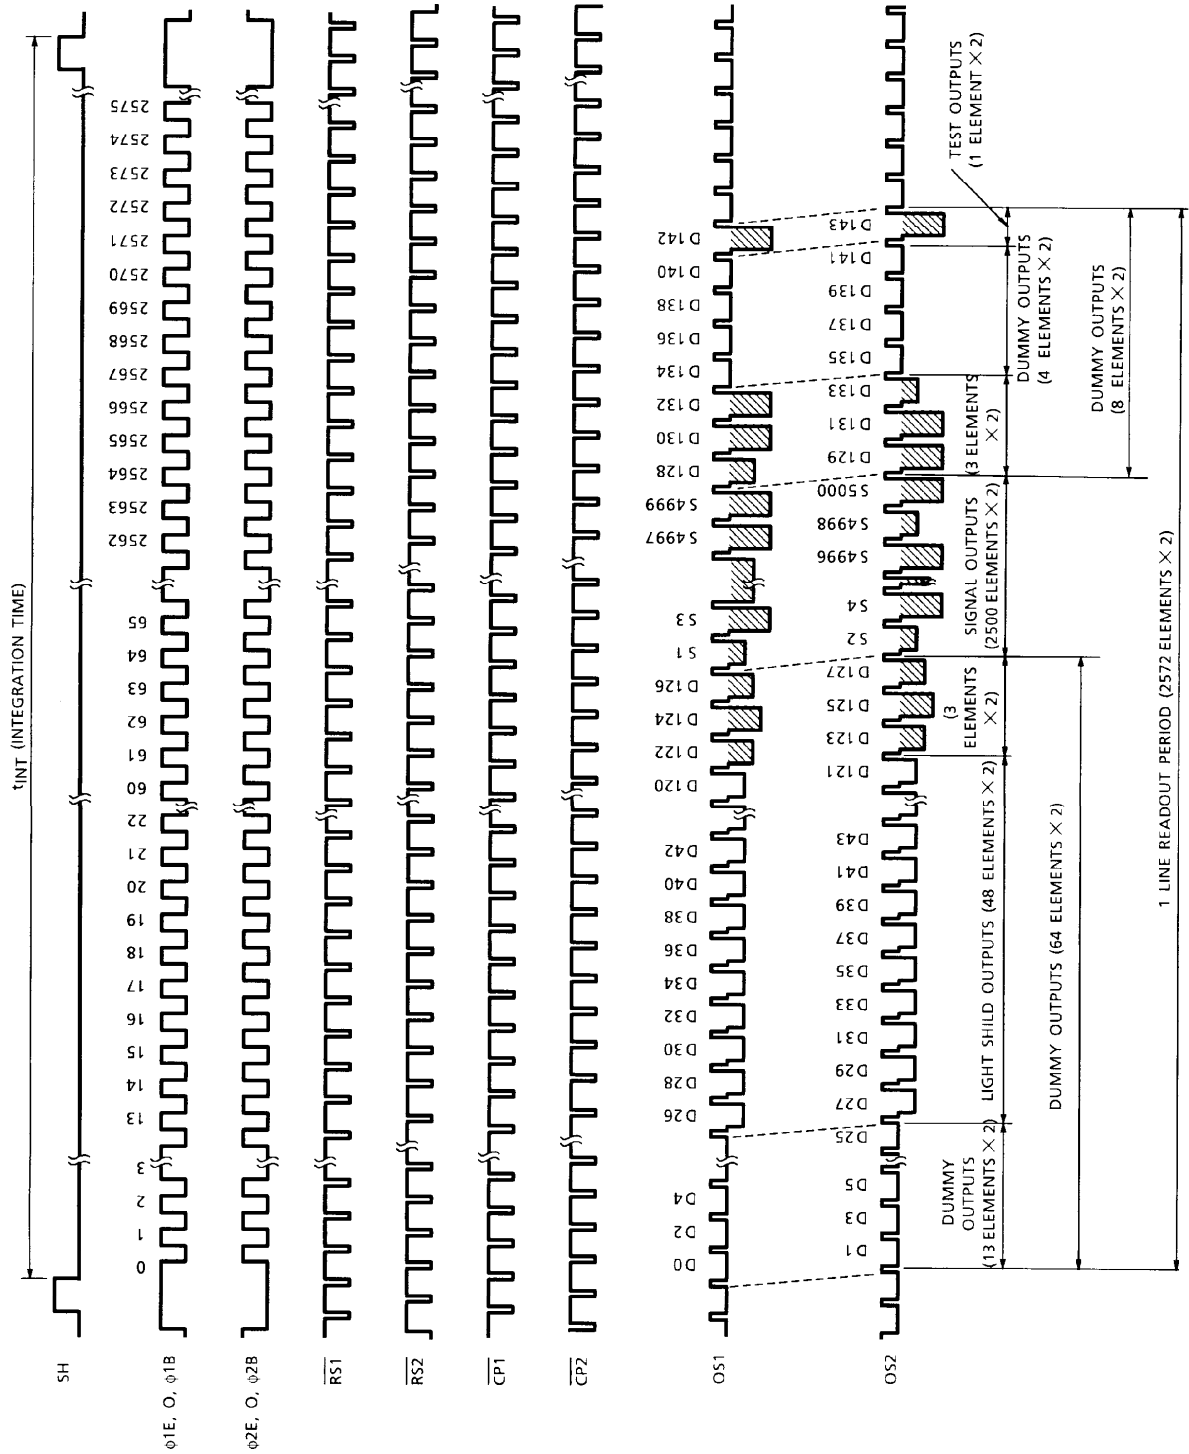 tINT (INTEGRATION TIME)
SH
φ1E, O, φ1B
0 1 2 3 13 14 15 16 17 18 19 20 21 22 60 61 62 63 64 65 2562 2563 2564 2565 2566 2567 2568 2569 2570 2571 2572 2573 2574 2575
φ2E, O, φ2B
RS1
RS2
CP1
CP2
OS1
D0 D2 D4 D26 D28 D30 D32 D34 D36 D38 D40 D42 D120 D122 D124 D126 S1 S3 S4997 S4999 D128 D130 D132 D134 D136 D138 D140 D142
OS2
D1 D3 D5 D25 D27 D29 D31 D33 D35 D37 D39 D41 D43 D121 D123 D125 D127 S2 S4 S4996 S4998 S5000 D129 D131 D133 D135 D137 D139 D141 D143
DUMMY
OUTPUTS
(13 ELEMENTS × 2)
LIGHT SHILD OUTPUTS (48 ELEMENTS × 2)
(3
ELEMENTS
× 2)
SIGNAL OUTPUTS
(2500 ELEMENTS × 2)
(3 ELEMENTS
× 2)
DUMMY OUTPUTS
(4 ELEMENTS × 2)
TEST OUTPUTS
(1 ELEMENT × 2)
DUMMY OUTPUTS (64 ELEMENTS × 2)
DUMMY OUTPUTS
(8 ELEMENTS × 2)
1 LINE READOUT PERIOD (2572 ELEMENTS × 2)